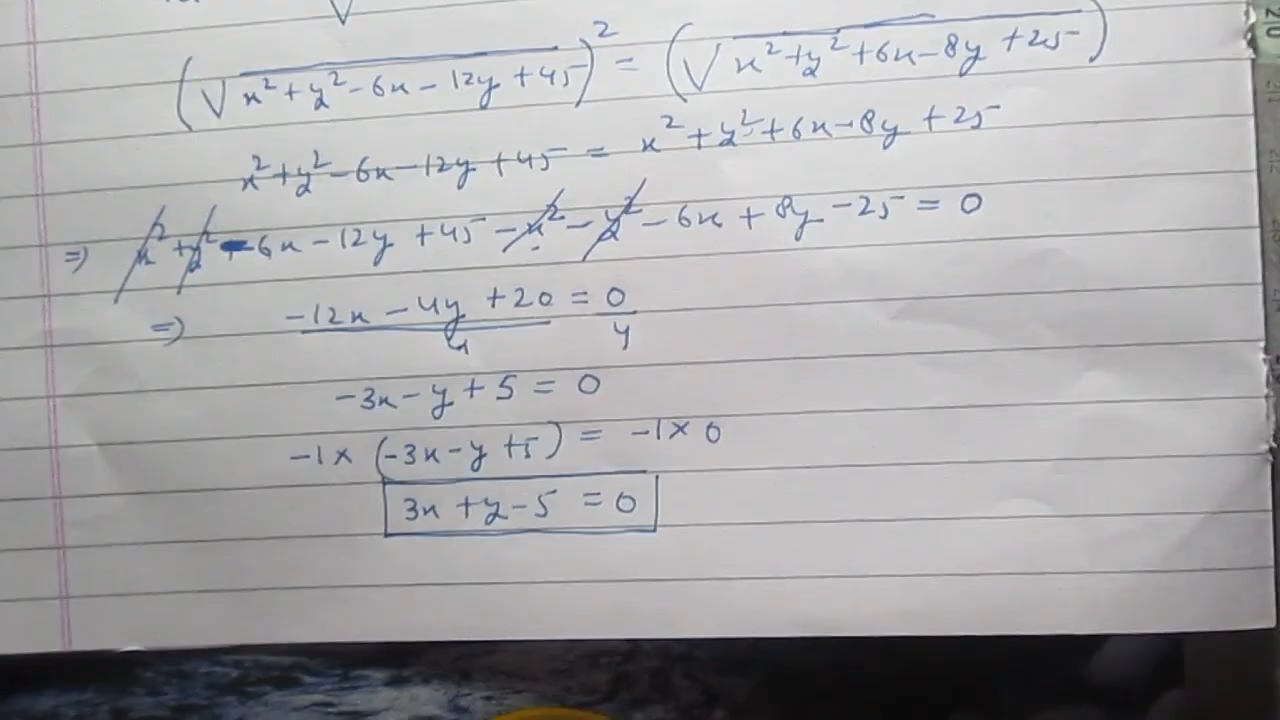 (√x²+y²-6x-12y+45)² = (√x²+y²+6x-8y+25)
x²+y²-6x-12y+45 = x²+y²+6x-8y+25
⇒) x²+y²-6x-12y+45-x²-y²-6x+8y-25=0
⇒) -12x-4y+20/4 = 0/4
-3x-y+5=0
-1×(-3x-y+5)= -1×0
3x+y-5=0